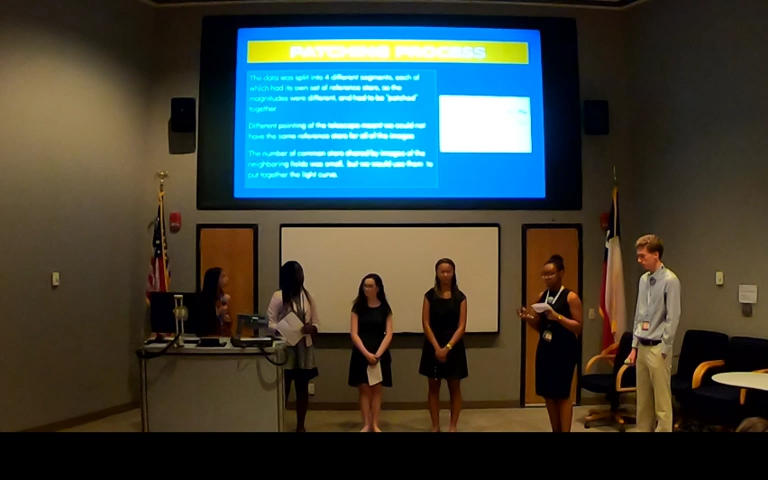 PATCHING PROCESS
The data was split into 4 different segments, each of
which had its own set of reference stars, so the
magnitudes were different, and had to be "patched"
together.
Different pointing of the telescope meant we could not
have the same reference stars for all of the images
The number of common stars shared by images of the
neighboring fields was small, but we could use them to
put together the light curve.